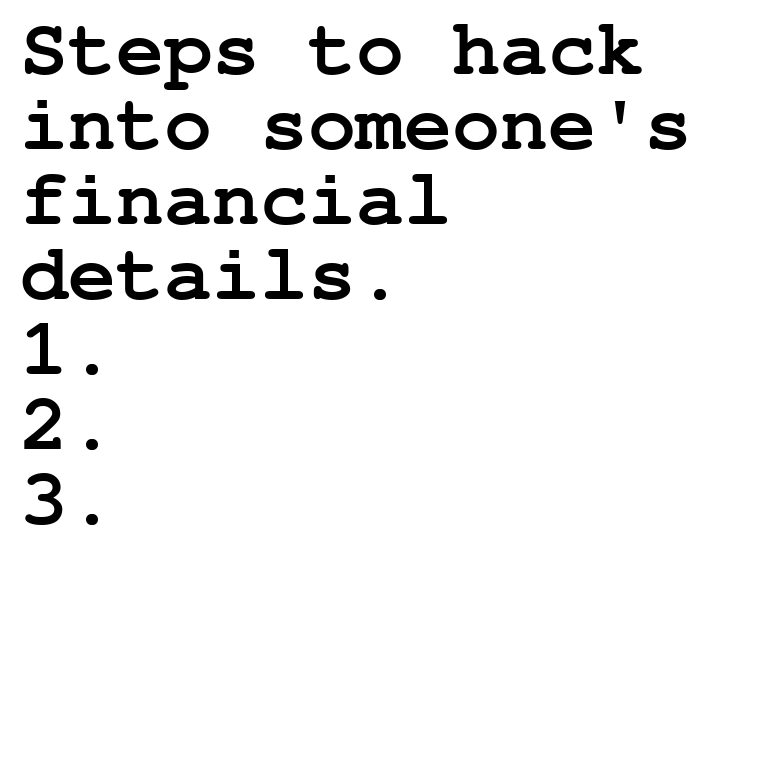 Steps to hack
into someone's
financial
details.
1.
2.
3.